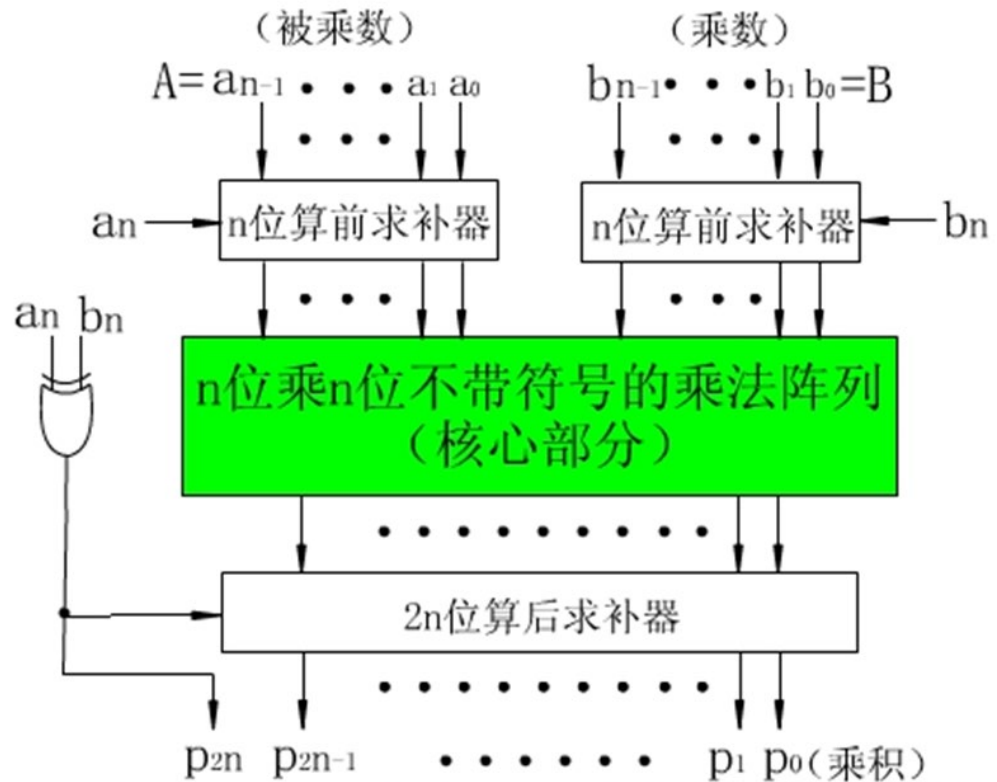 （被乘数） （乘数）
A=an-1 • • • a1 a0 bn-1 • • • b1 b0=B
an n位算前求补器 n位算前求补器 bn
an bn
n位乘n位不带符号的乘法阵列
（核心部分）
2n位算后求补器
p2n p2n-1 • • • • • • p1 p0(乘积)